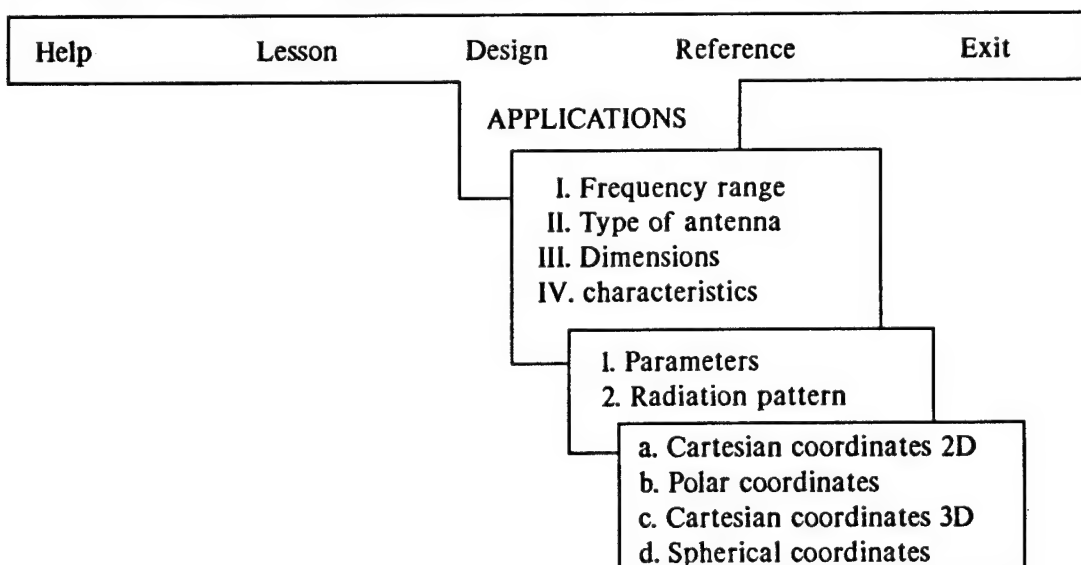 Help Lesson Design Reference Exit
APPLICATIONS
I. Frequency range
II. Type of antenna
III. Dimensions
IV. characteristics
1. Parameters
2. Radiation pattern
a. Cartesian coordinates 2D
b. Polar coordinates
c. Cartesian coordinates 3D
d. Spherical coordinates